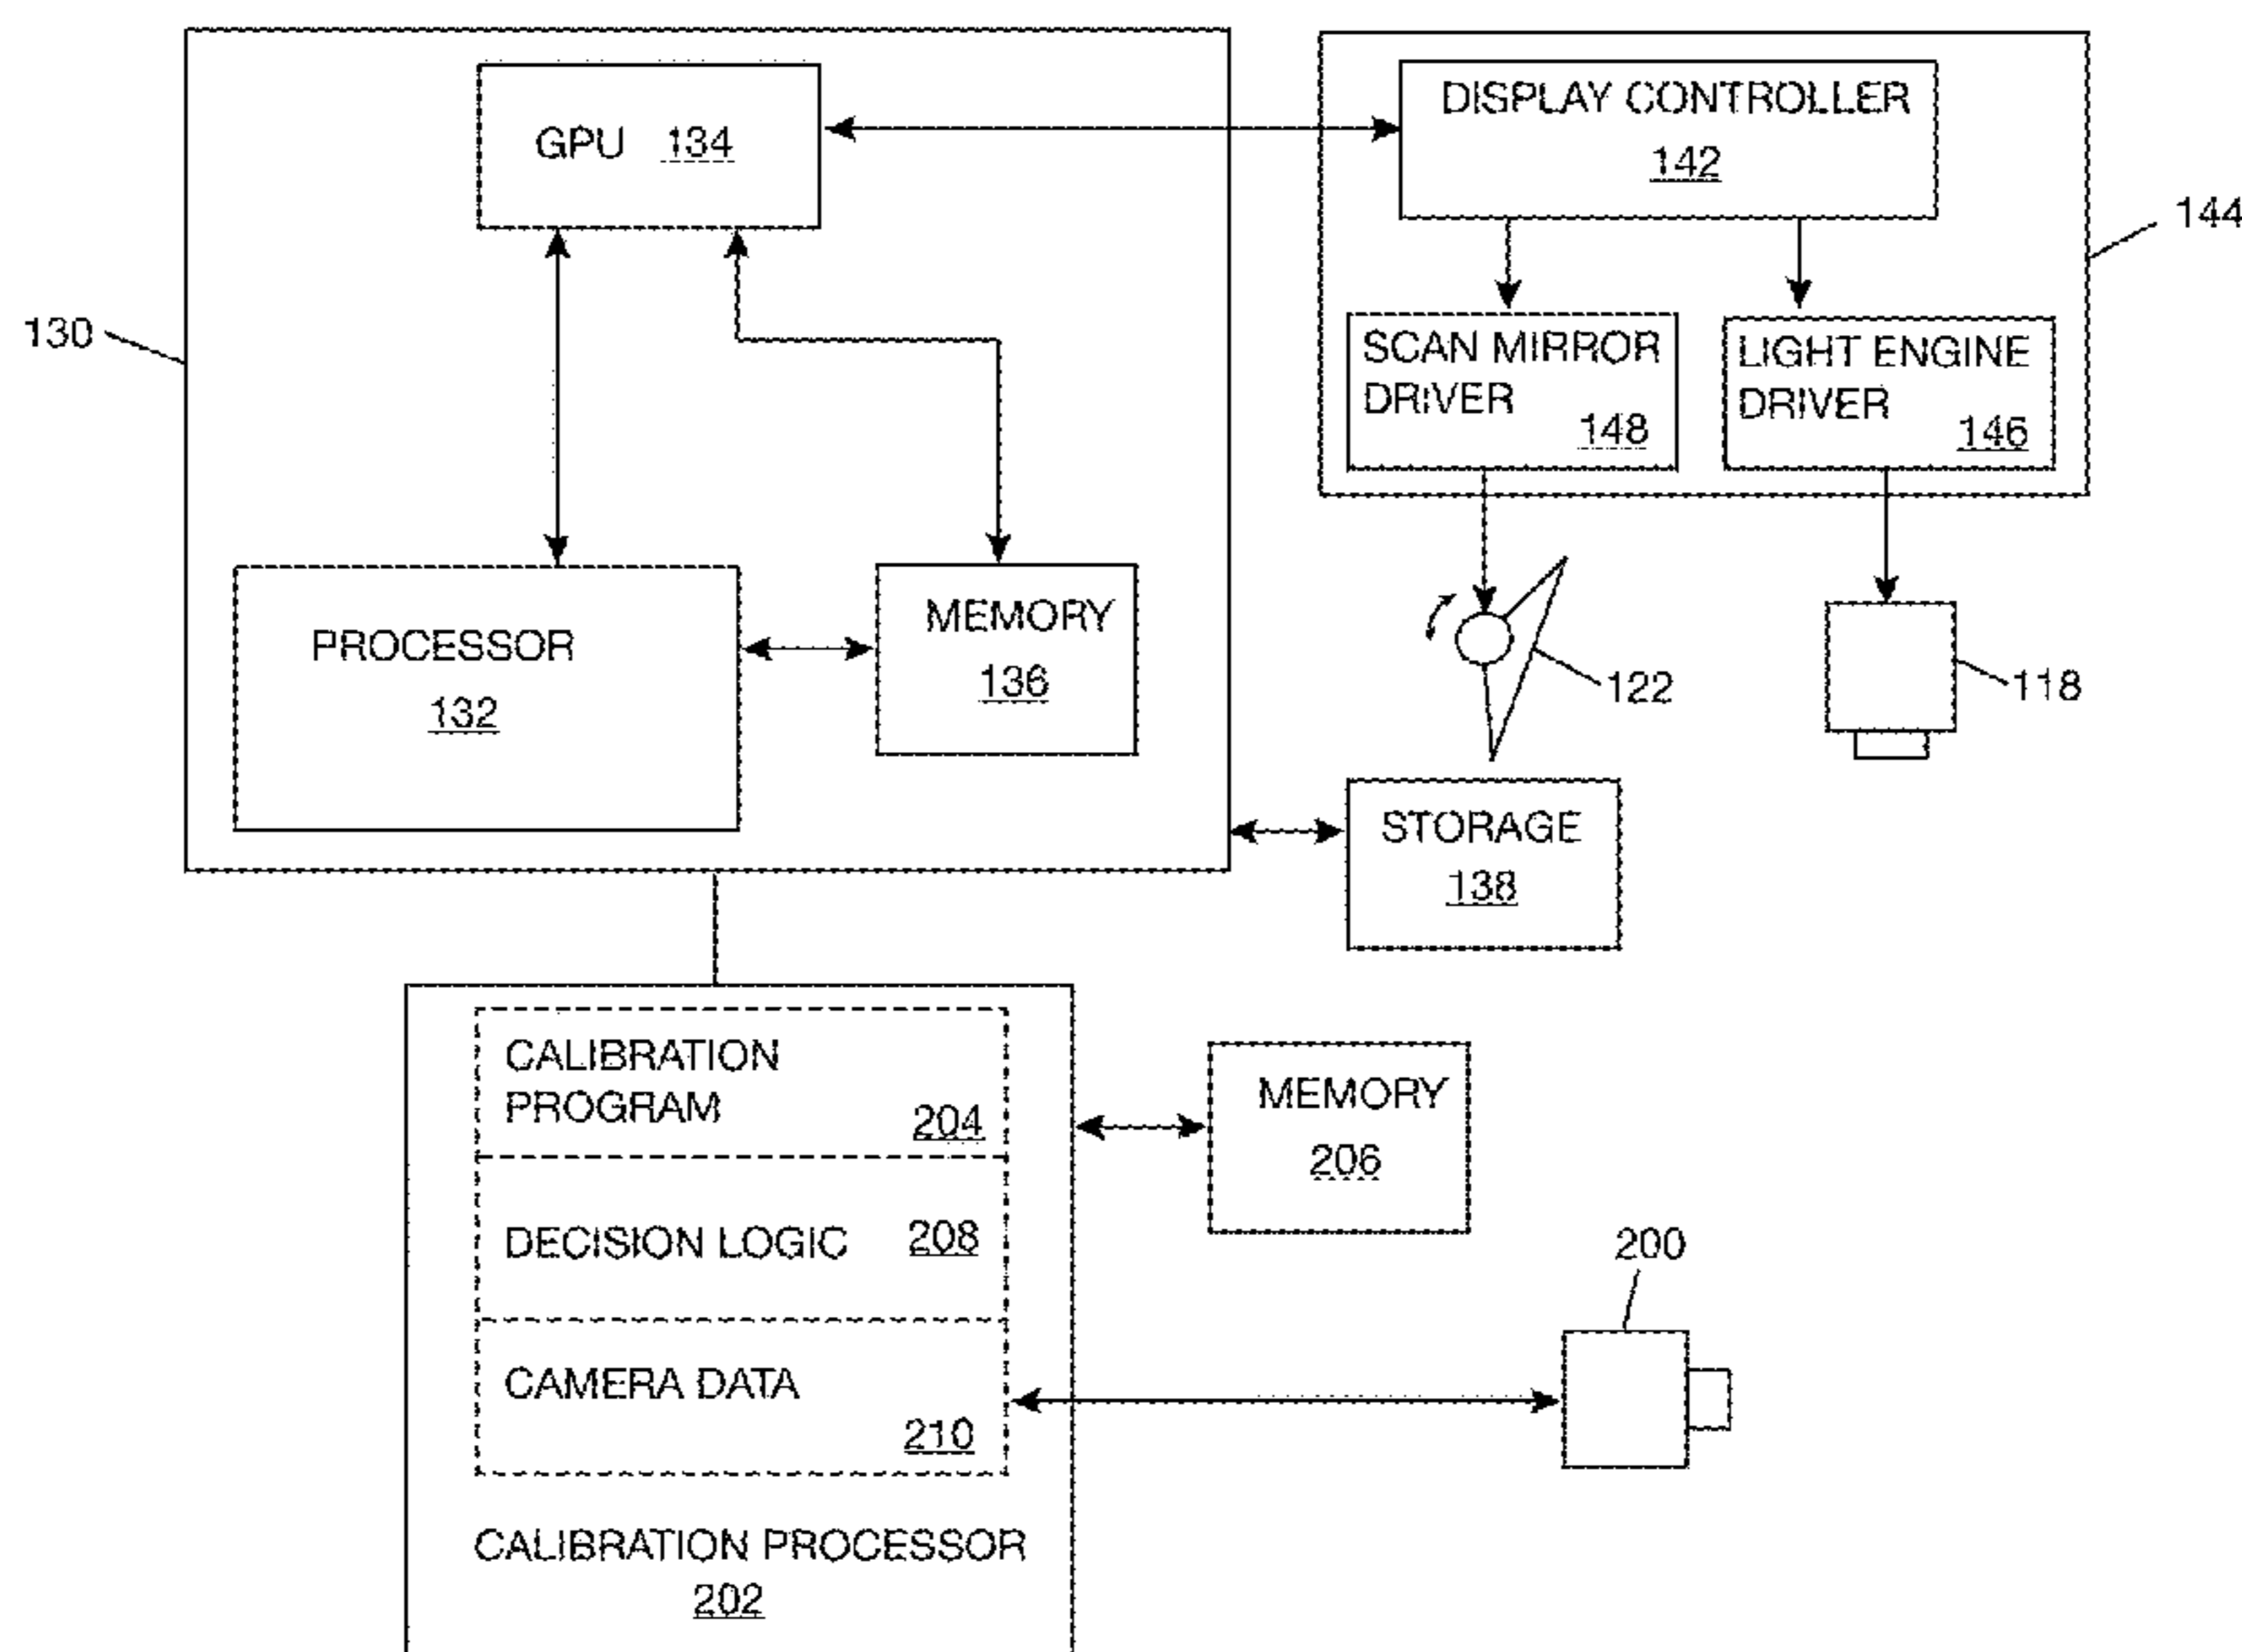 GPU 134
DISPLAY CONTROLLER
142
144
130
SCAN MIRROR
DRIVER
148
LIGHT ENGINE
DRIVER
146
PROCESSOR
132
MEMORY
136
122
118
STORAGE
138
CALIBRATION
PROGRAM
204
MEMORY
206
DECISION LOGIC 208
200
CAMERA DATA
210
CALIBRATION PROCESSOR
202